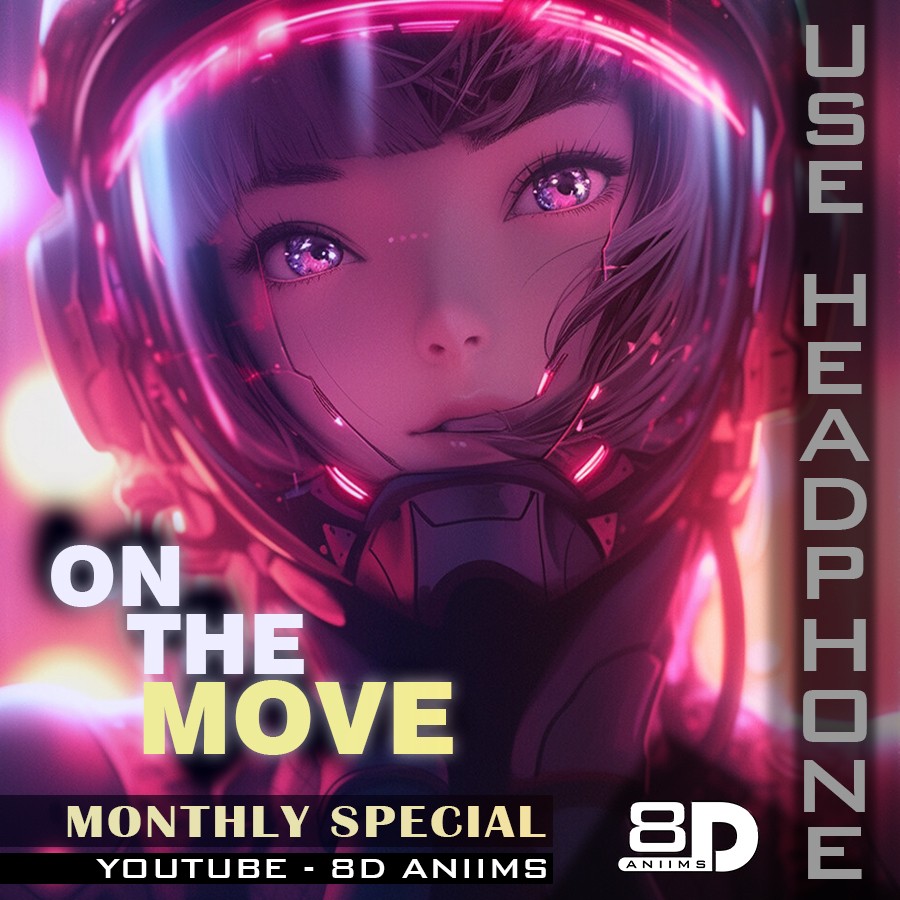 USE HEADPHONE
ON
THE
MOVE
MONTHLY SPECIAL
YOUTUBE - 8D ANIIMS
8D
ANIIMS